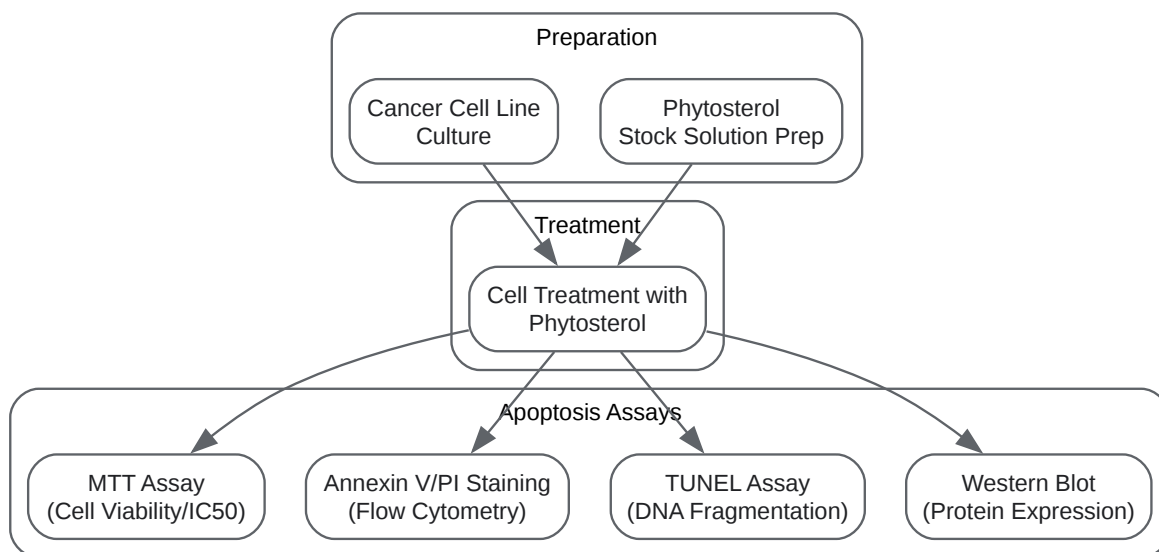 Preparation
Cancer Cell Line
Culture
Phytosterol
Stock Solution Prep
Treatment
Cell Treatment with
Phytosterol
Apoptosis Assays
MTT Assay
(Cell Viability/IC50)
Annexin V/PI Staining
(Flow Cytometry)
TUNEL Assay
(DNA Fragmentation)
Western Blot
(Protein Expression)